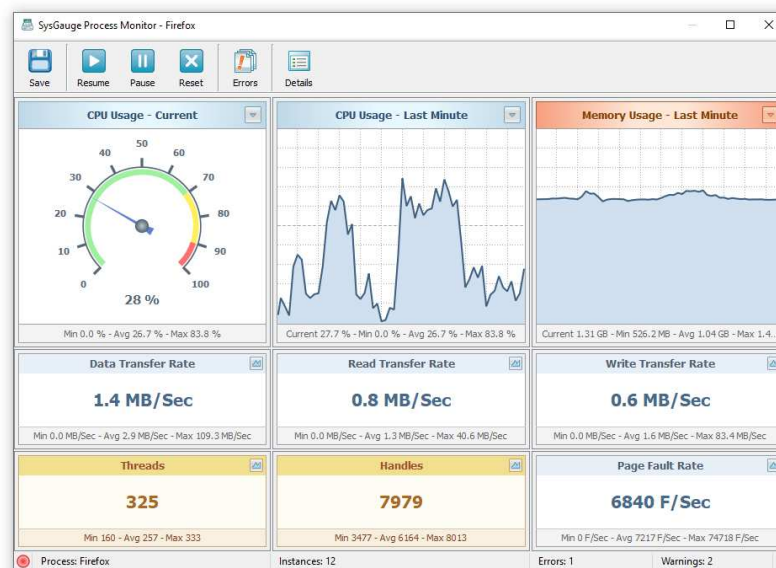 SysGauge Process Monitor - Firefox
Save Resume Pause Reset Errors Details
CPU Usage - Current
50
40 60
30 70
20 80
10 90
0 100
28 %
Min 0.0 % - Avg 26.7 % - Max 83.8 %
CPU Usage - Last Minute
Current 27.7 % - Min 0.0 % - Avg 26.7 % - Max 83.8 %
Memory Usage - Last Minute
Current 1.31 GB - Min 526.2 MB - Avg 1.04 GB - Max 1.4...
Data Transfer Rate
1.4 MB/Sec
Min 0.0 MB/Sec - Avg 2.9 MB/Sec - Max 109.3 MB/Sec
Read Transfer Rate
0.8 MB/Sec
Min 0.0 MB/Sec - Avg 1.3 MB/Sec - Max 40.6 MB/Sec
Write Transfer Rate
0.6 MB/Sec
Min 0.0 MB/Sec - Avg 1.6 MB/Sec - Max 83.4 MB/Sec
Threads
325
Min 160 - Avg 257 - Max 333
Handles
7979
Min 3477 - Avg 6164 - Max 8013
Page Fault Rate
6840 F/Sec
Min 0 F/Sec - Avg 7217 F/Sec - Max 74718 F/Sec
Process: Firefox Instances: 12 Errors: 1 Warnings: 2